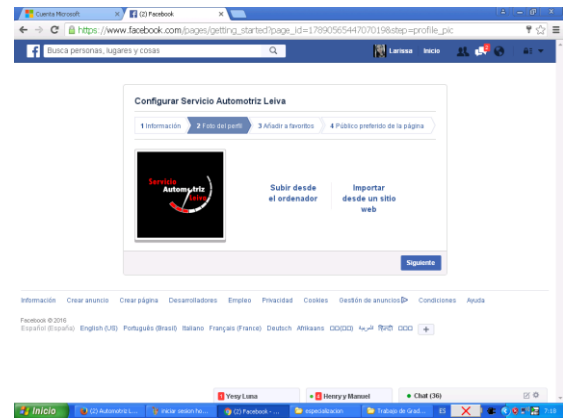 Cuenta Microsoft
(2) Facebook
https://www.facebook.com/pages/getting_started?page_id=1789056544707019&step=profile_pic
Busca personas, lugares y cosas
Larissa Inicio
Configurar Servicio Automotriz Leiva
1 Información 2 Foto del perfil 3 Añadir a favoritos 4 Público preferido de la página
Servicio
Automotriz
Leiva
Subir desde el ordenador
Importar desde un sitio web
Siguiente
Información Crear anuncio Crear página Desarrolladores Empleo Privacidad Cookies Gestión de anuncios Condiciones Ayuda
Facebook © 2016
Español (España) English (US) Português (Brasil) Italiano Français (France) Deutsch Afrikaans العربية हिन्दी
Yesy Luna
Henry y Manuel
Chat (36)
Inicio
(2) Automotriz L...
iniciar sesion ho...
(2) Facebook - ...
especializacion
Trabajo de Grad...
ES
7:18